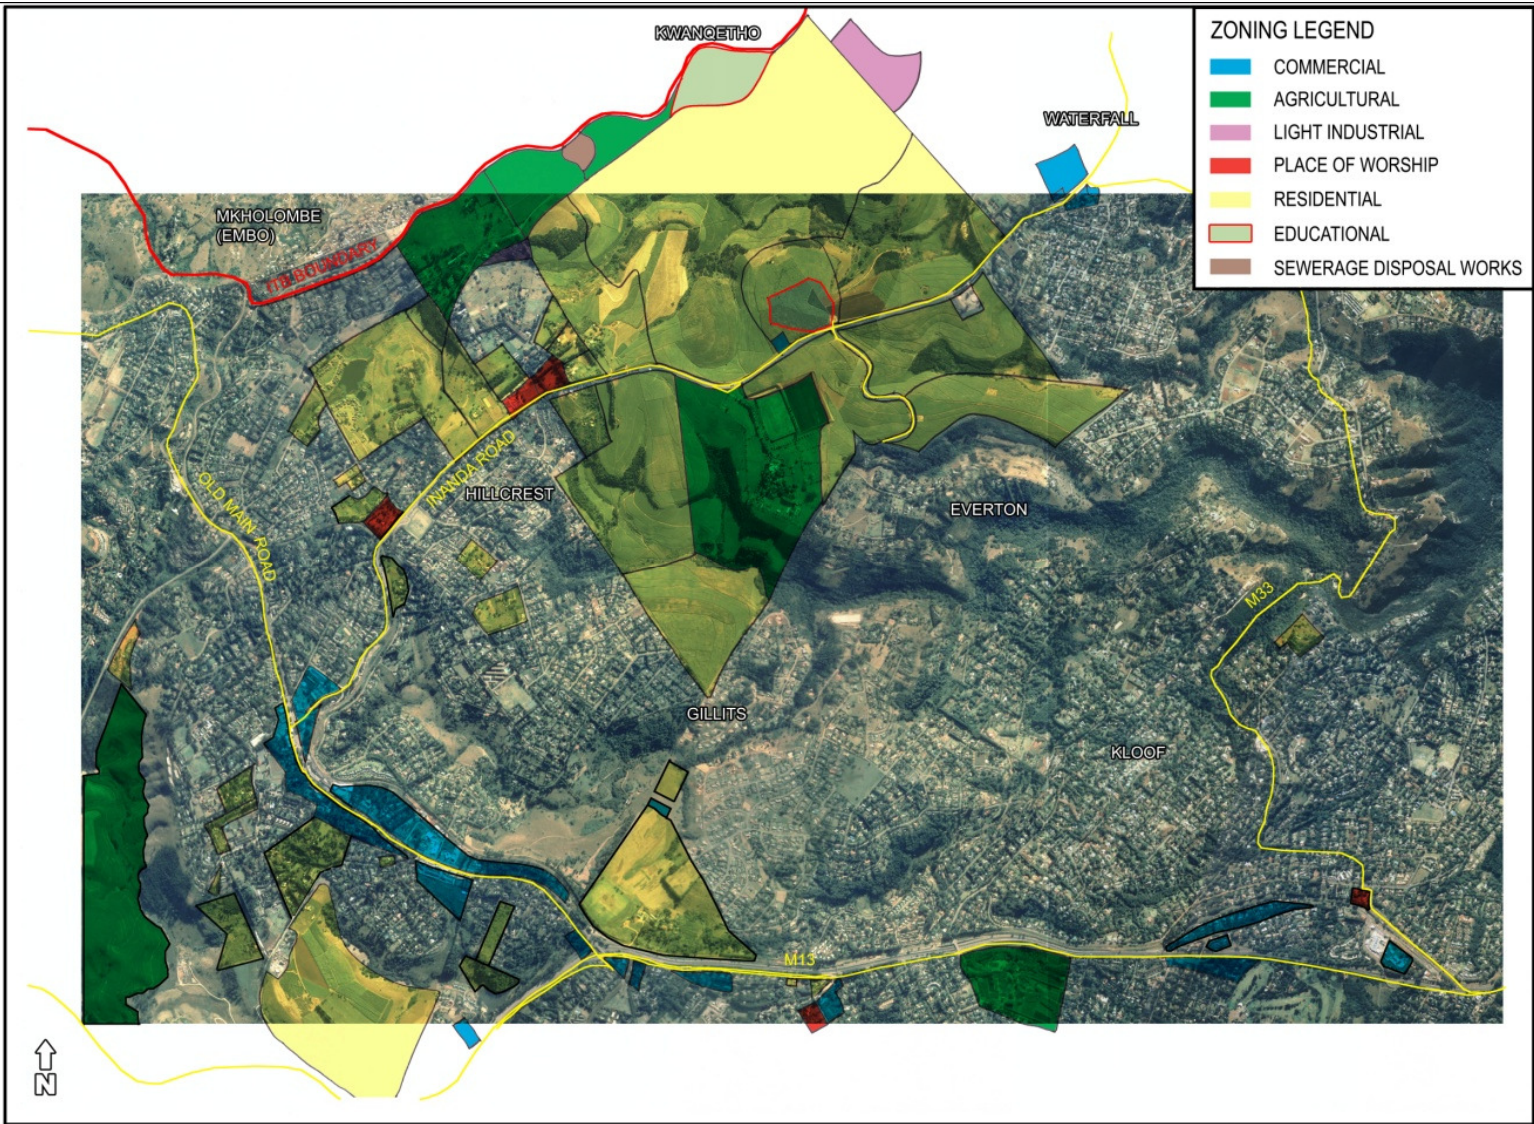 KWANQETHO
WATERFALL
ZONING LEGEND
COMMERCIAL
AGRICULTURAL
LIGHT INDUSTRIAL
PLACE OF WORSHIP
RESIDENTIAL
EDUCATIONAL
SEWERAGE DISPOSAL WORKS
MKHOLOMBE
(EMBO)
ITB BOUNDARY
OLD MAIN ROAD
INANDA ROAD
HILLCREST
EVERTON
M33
GILLITS
KLOOF
M13
N